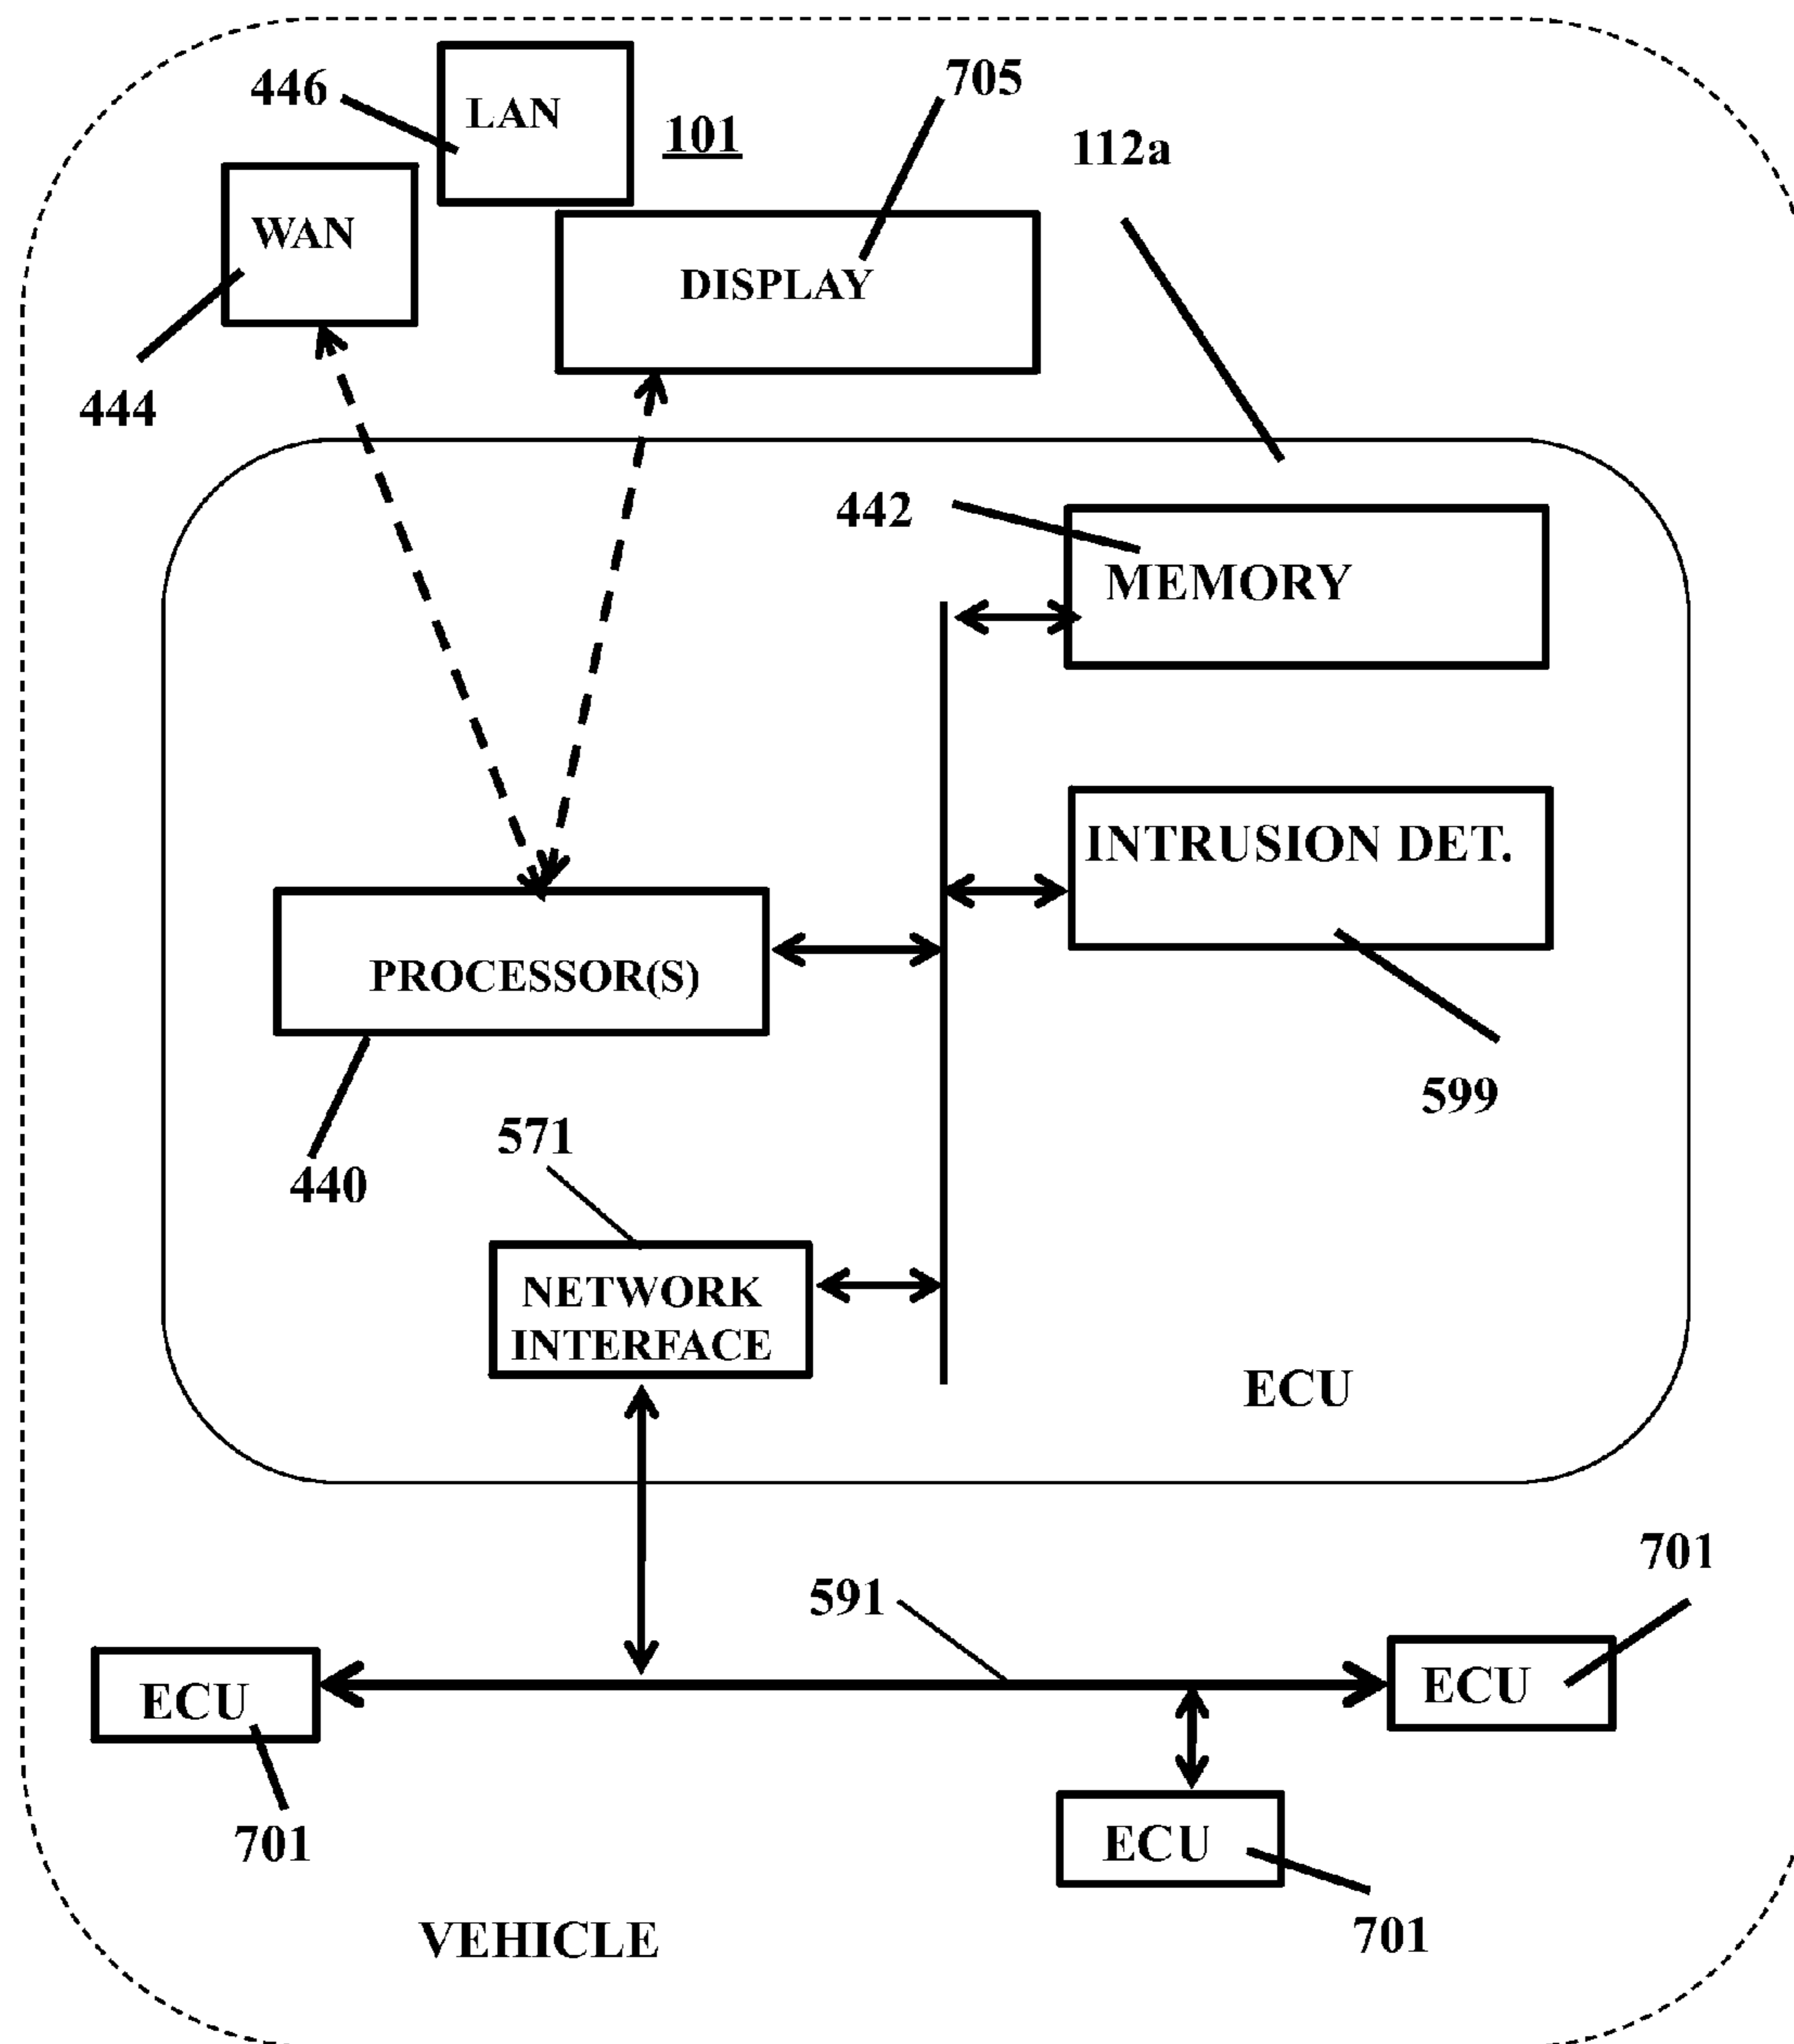 705
446
LAN
101
112a
WAN
DISPLAY
444
442
MEMORY
INTRUSION DET.
PROCESSOR(S)
599
571
440
NETWORK
INTERFACE
ECU
701
591
ECU
ECU
701
ECU
701
VEHICLE